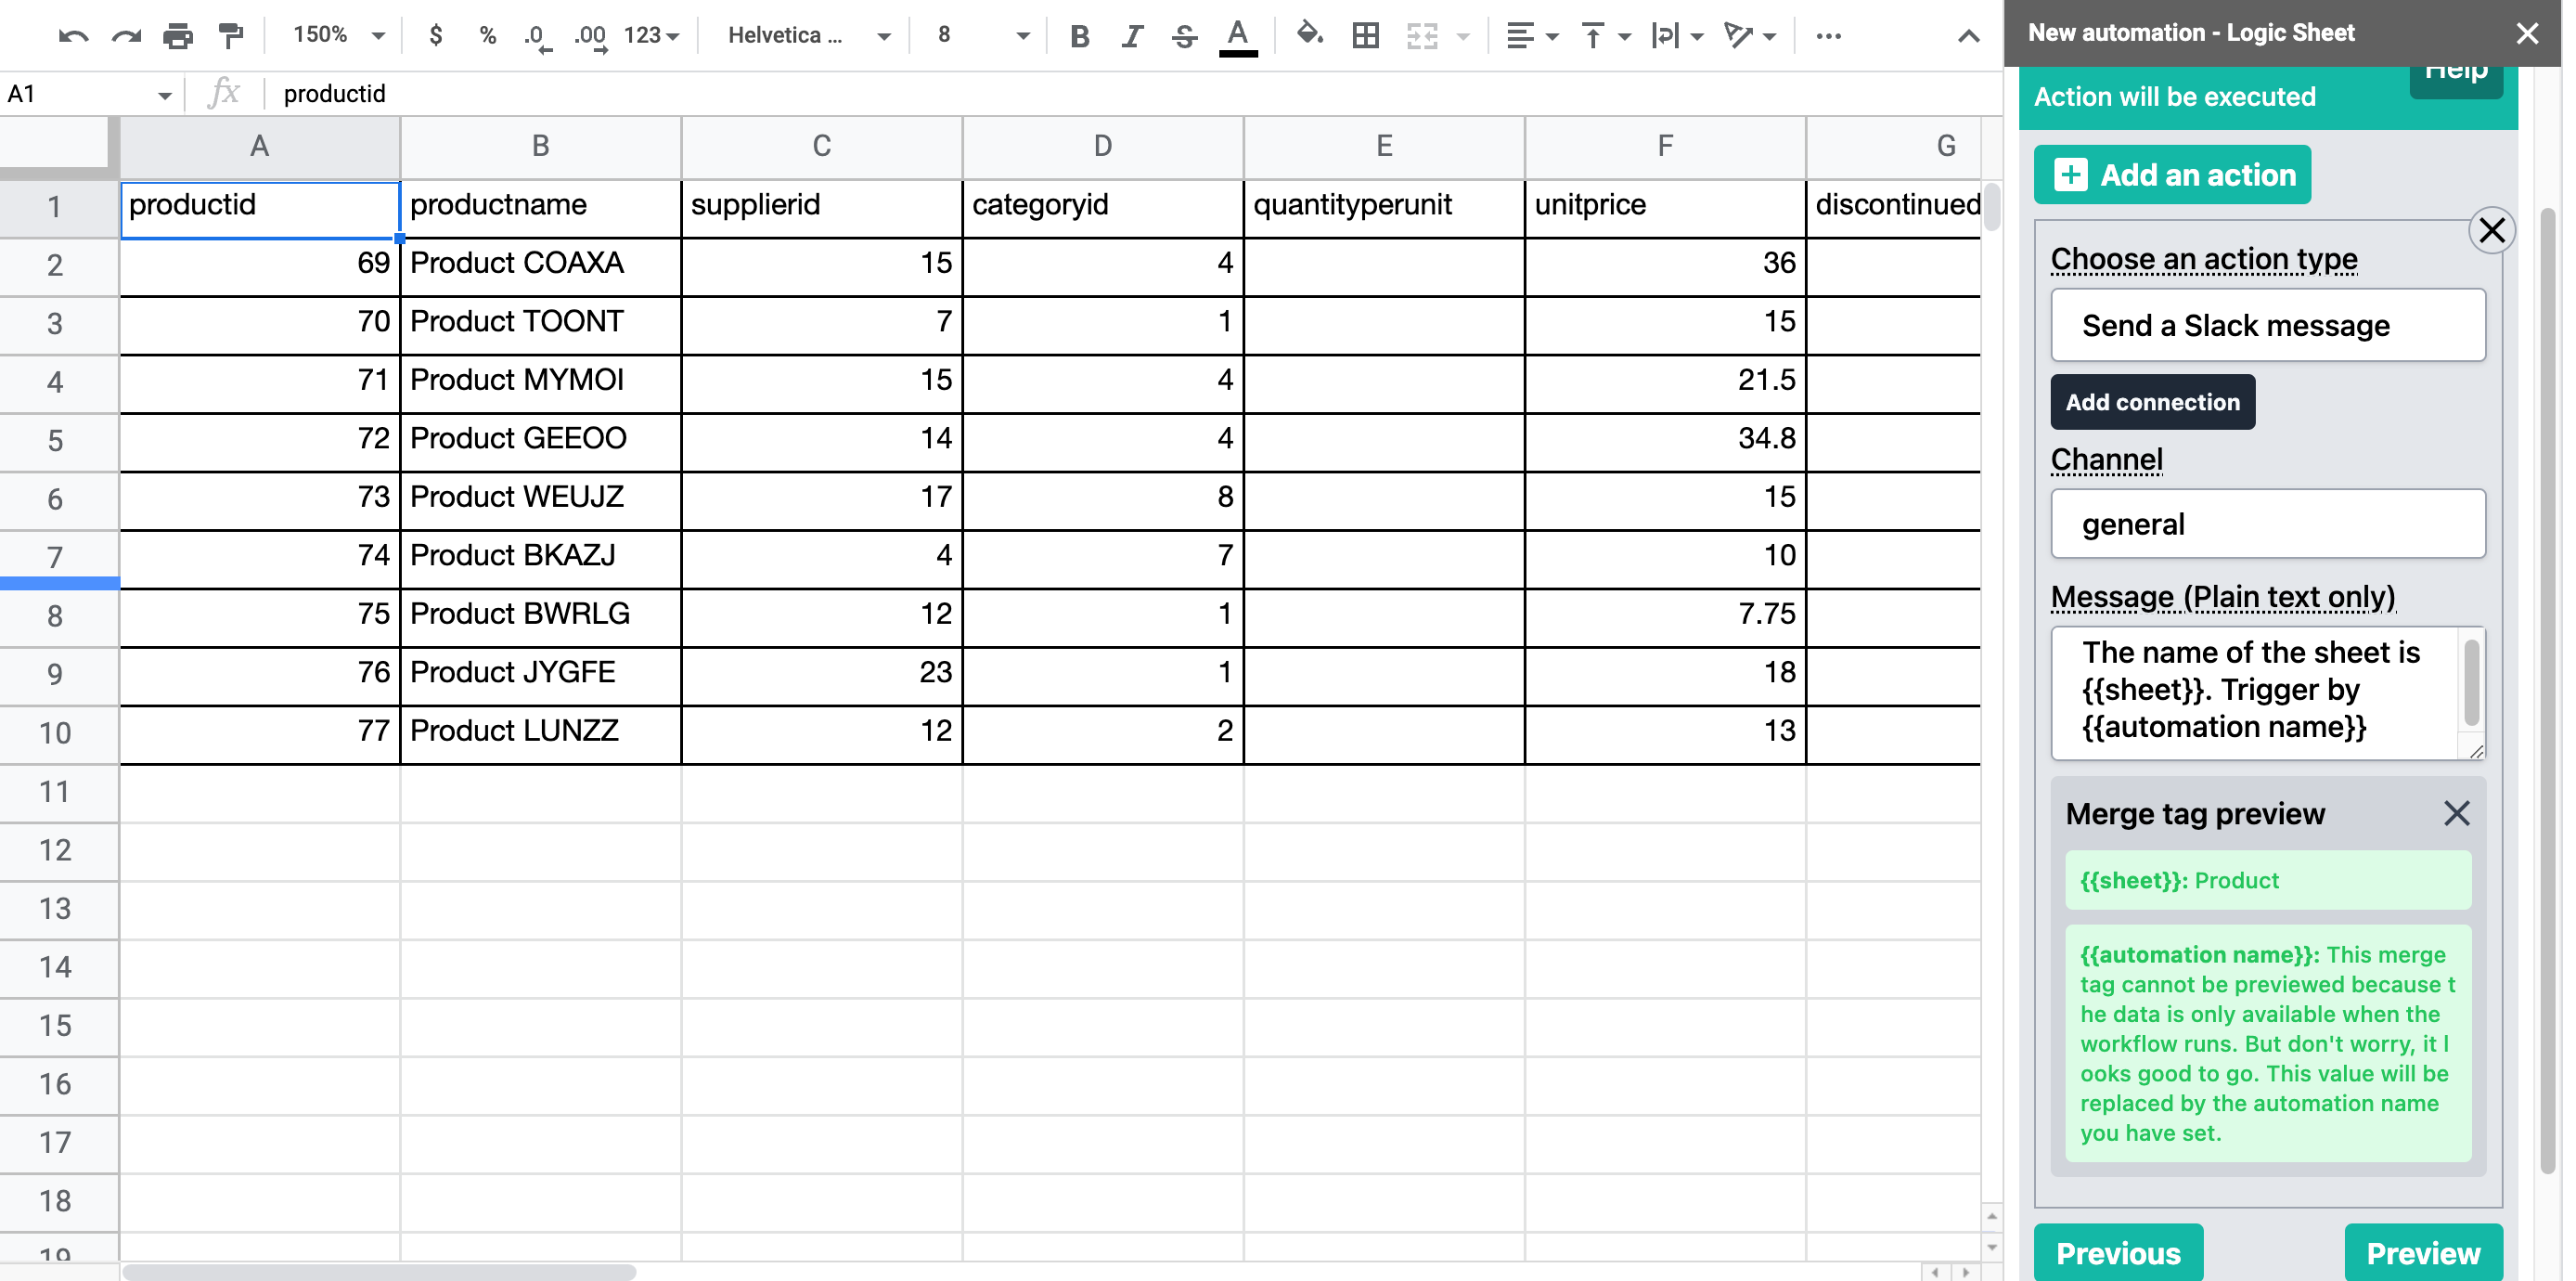 150% $ % .0 .00 123 Helvetica ... 8 B I S A
New automation - Logic Sheet
A1 fx productid
Help
Action will be executed
A B C D E F G
1 productid productname supplierid categoryid quantityperunit unitprice discontinued
2 69 Product COAXA 15 4 36
3 70 Product TOONT 7 1 15
4 71 Product MYMOI 15 4 21.5
5 72 Product GEEOO 14 4 34.8
6 73 Product WEUJZ 17 8 15
7 74 Product BKAZJ 4 7 10
8 75 Product BWRLG 12 1 7.75
9 76 Product JYGFE 23 1 18
10 77 Product LUNZZ 12 2 13
11
12
13
14
15
16
17
18
19
Add an action
Choose an action type
Send a Slack message
Add connection
Channel
general
Message (Plain text only)
The name of the sheet is
{{sheet}}. Trigger by
{{automation name}}
Merge tag preview
{{sheet}}: Product
{{automation name}}: This merge
tag cannot be previewed because t
he data is only available when the
workflow runs. But don't worry, it l
ooks good to go. This value will be
replaced by the automation name
you have set.
Previous Preview